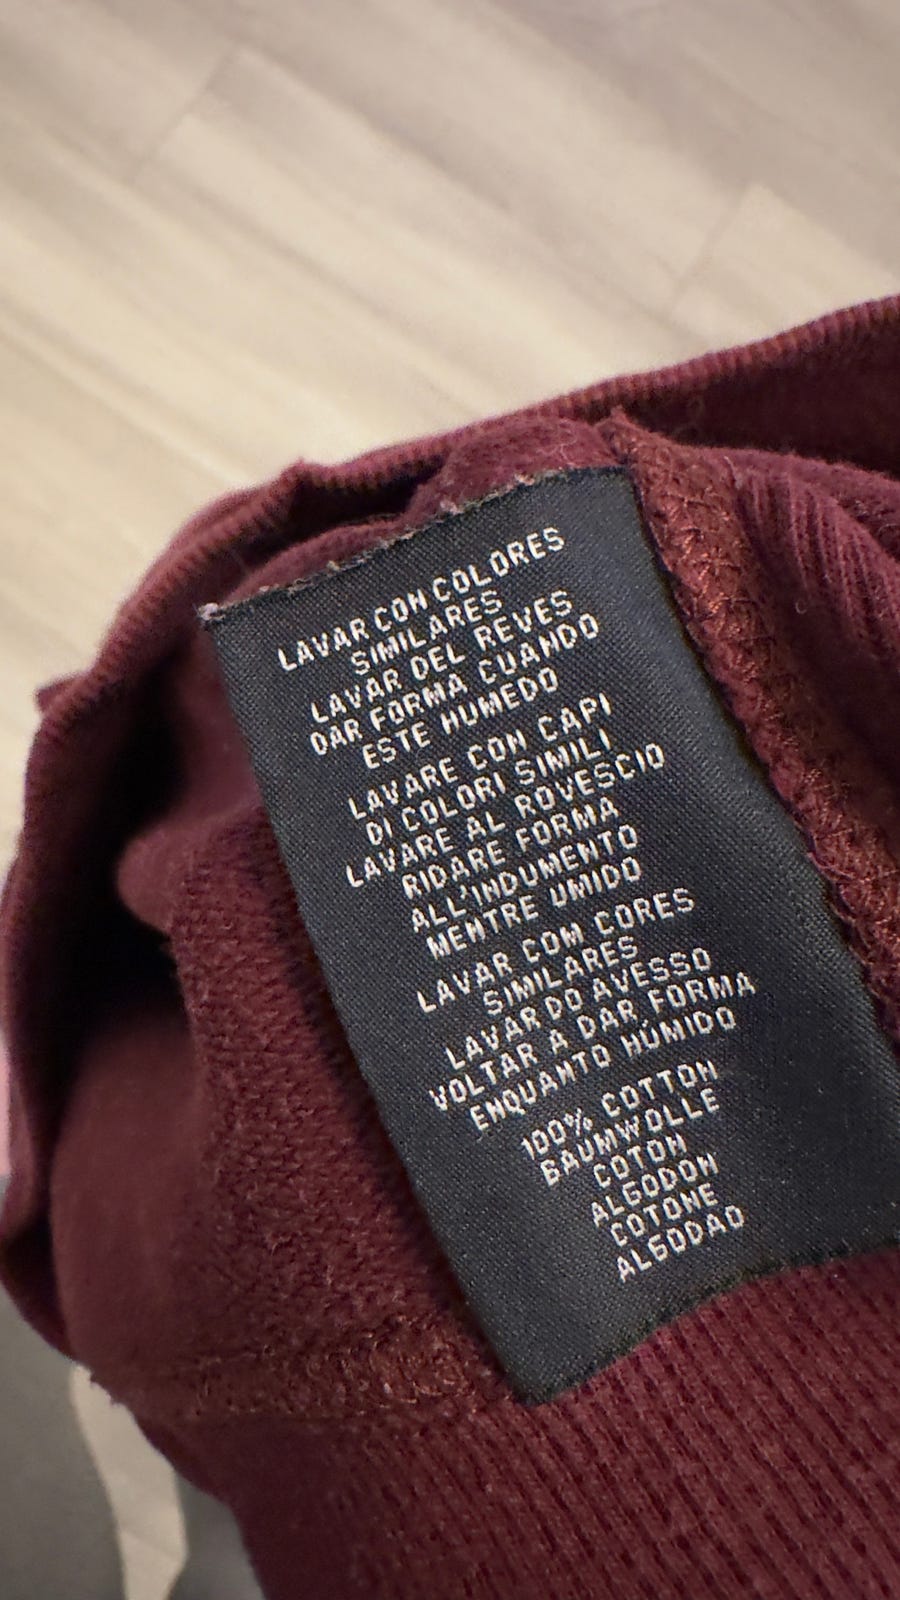 LAVAR CON COLORES
SIMILARES
LAVAR DEL REVES
DAR FORMA CUANDO
ESTE HUMEDO
LAVARE CON CAPI
DI COLORI SIMILI
LAVARE AL ROVESCIO
RIDARE FORMA
ALL'INDUMENTO
MENTRE UMIDO
LAVAR COM CORES
SIMILARES
LAVAR DO AVESSO
VOLTAR A DAR FORMA
ENQUANTO HÚMIDO
100% COTTON
BAUMWOLLE
COTON
ALGODON
COTONE
ALGODAO